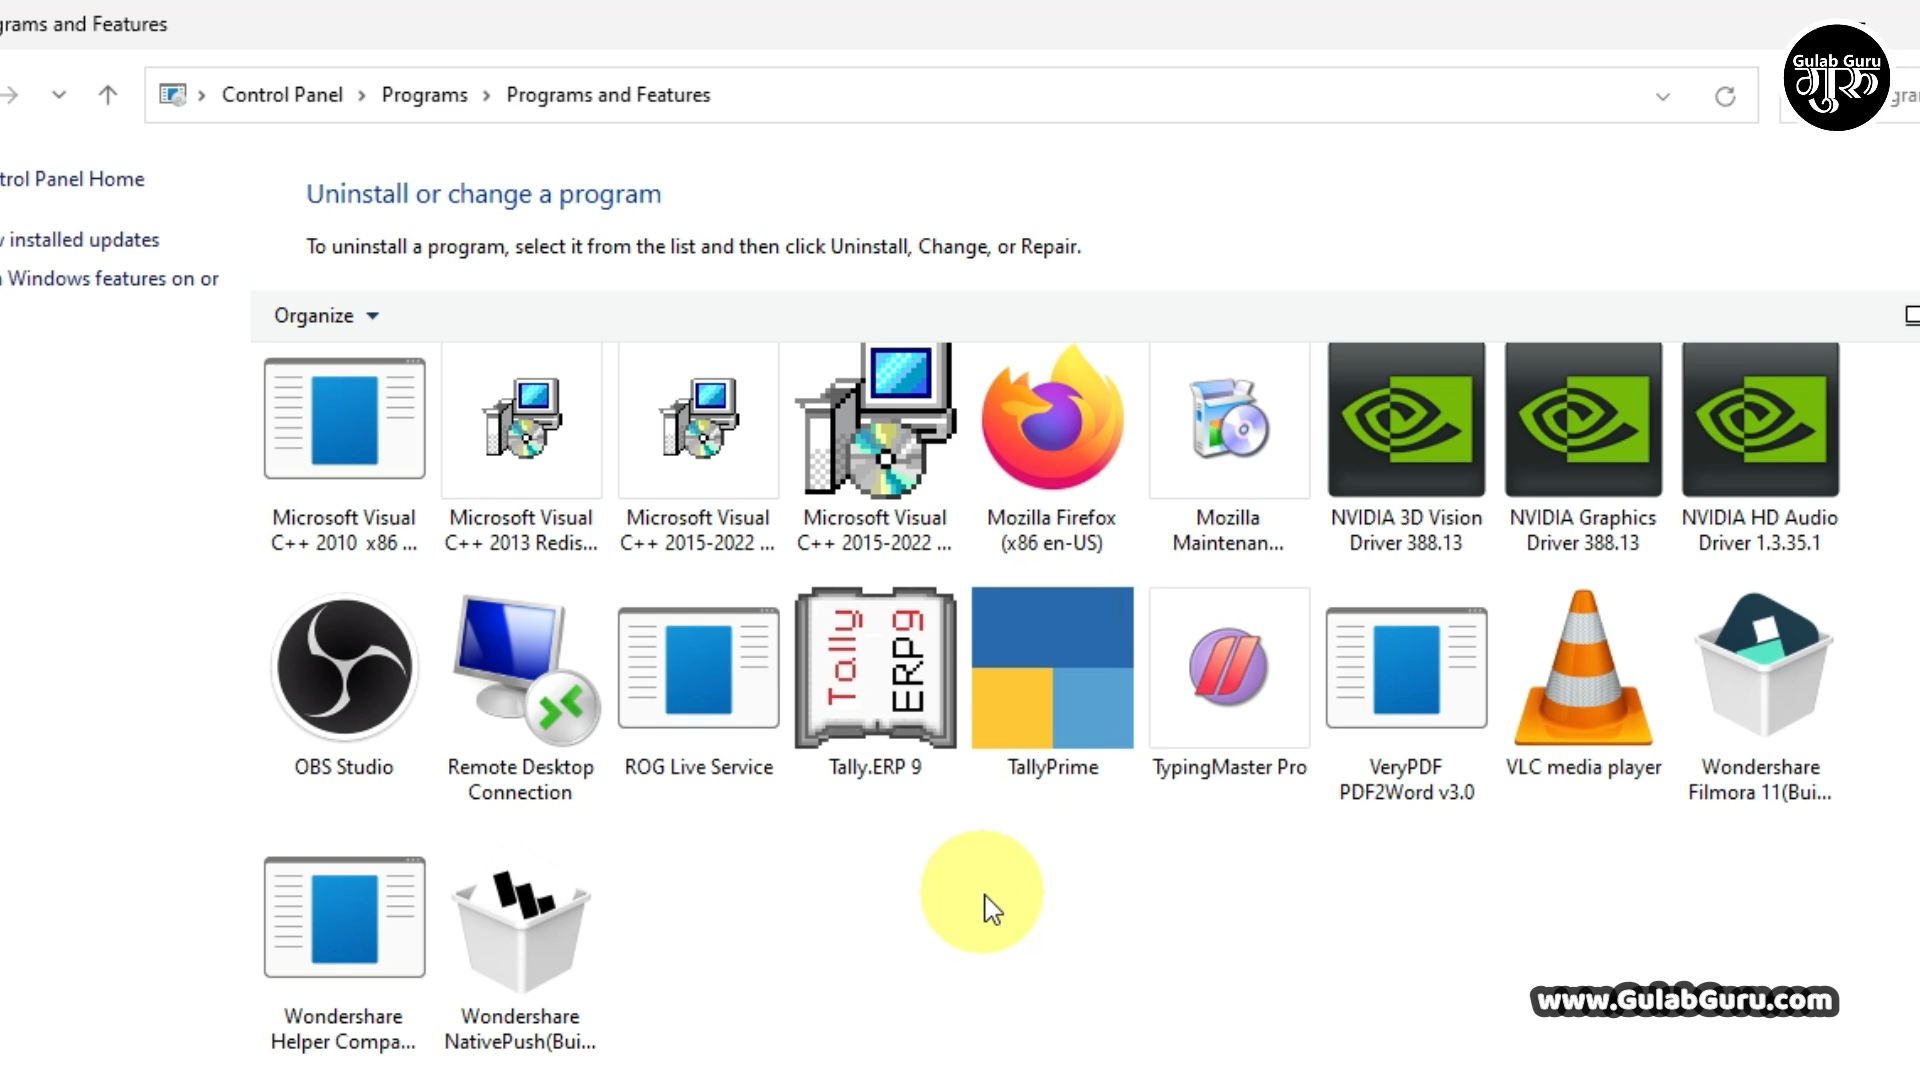 grams and Features
Control Panel
Programs
Programs and Features
Gulab Guru
गुरू
gran
trol Panel Home
installed updates
Windows features on or
Uninstall or change a program
To uninstall a program, select it from the list and then click Uninstall, Change, or Repair.
Organize
Microsoft Visual
C++ 2010 x86 ...
Microsoft Visual
C++ 2013 Redis...
Microsoft Visual
C++ 2015-2022 ...
Microsoft Visual
C++ 2015-2022 ...
Mozilla Firefox
(x86 en-US)
Mozilla
Maintenan...
NVIDIA 3D Vision
Driver 388.13
NVIDIA Graphics
Driver 388.13
NVIDIA HD Audio
Driver 1.3.35.1
Tally
ERP9
OBS Studio
Remote Desktop
Connection
ROG Live Service
Tally.ERP 9
TallyPrime
TypingMaster Pro
VeryPDF
PDF2Word v3.0
VLC media player
Wondershare
Filmora 11(Bui...
Wondershare
Helper Compa...
Wondershare
NativePush(Bui...
www.GulabGuru.com